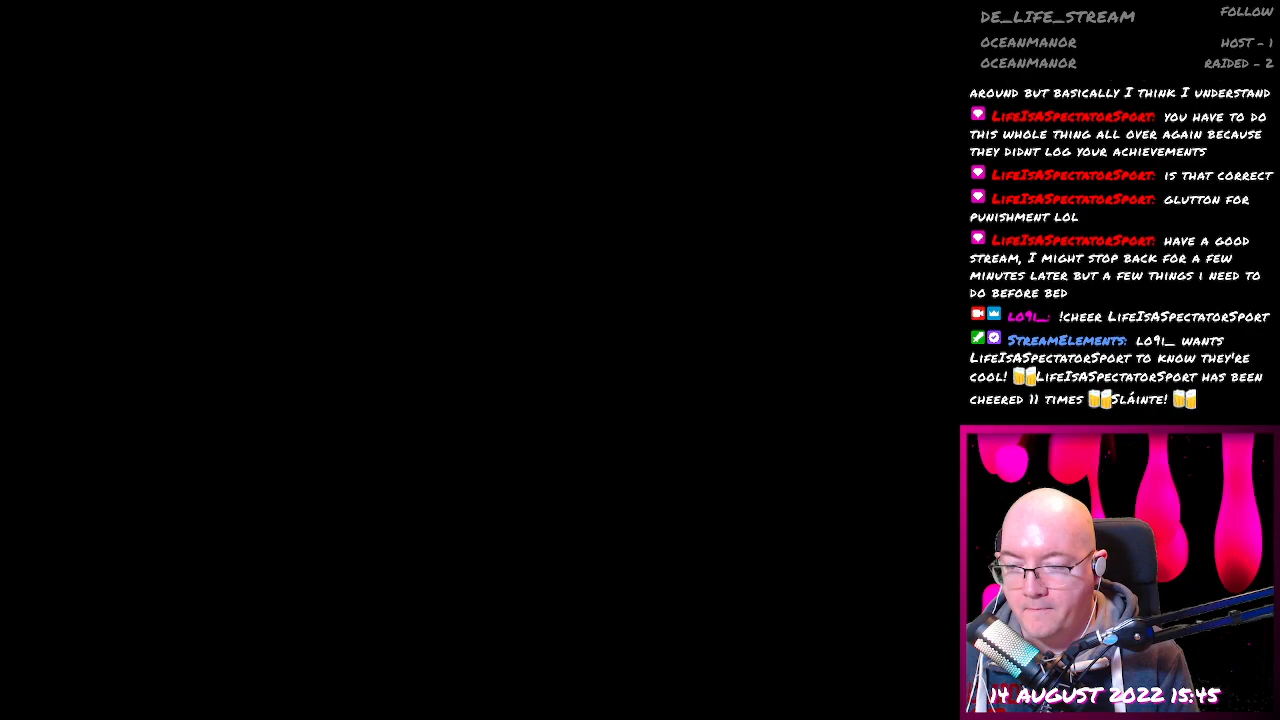 DE_LIFE_STREAM FOLLOW
OCEANMANOR HOST - 1
OCEANMANOR RAIDED - 2
AROUND BUT BASICALLY I THINK I UNDERSTAND
LifeIsASpectatorSport: YOU HAVE TO DO
THIS WHOLE THING ALL OVER AGAIN BECAUSE
THEY DIDNT LOG YOUR ACHIEVEMENTS
LifeIsASpectatorSport: IS THAT CORRECT
LifeIsASpectatorSport: GLUTTON FOR
PUNISHMENT LOL
LifeIsASpectatorSport: HAVE A GOOD
STREAM, I MIGHT STOP BACK FOR A FEW
MINUTES LATER BUT A FEW THINGS I NEED TO
DO BEFORE BED
lo91_: !CHEER LifeIsASpectatorSport
StreamElements: lo91_ WANTS
LifeIsASpectatorSport TO KNOW THEY'RE
COOL! 🍻LifeIsASpectatorSport HAS BEEN
CHEERED 11 TIMES 🍻Sláinte! 🍻
14 AUGUST 2022 15:45